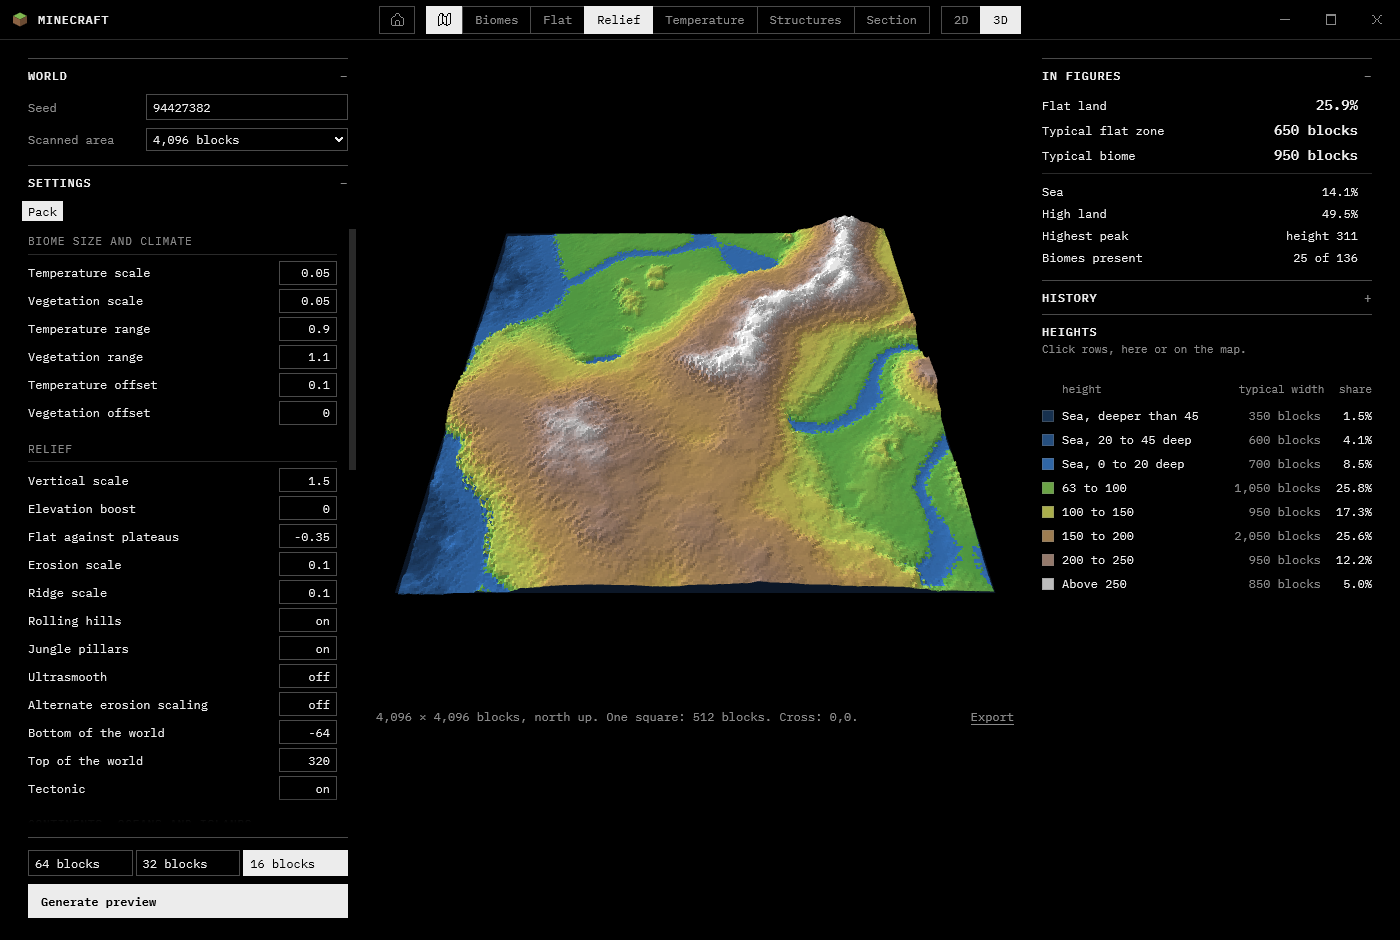 MINECRAFT
Biomes Flat Relief Temperature Structures Section 2D 3D
WORLD
Seed 94427382
Scanned area 4,096 blocks
SETTINGS
Pack
BIOME SIZE AND CLIMATE
Temperature scale 0.05
Vegetation scale 0.05
Temperature range 0.9
Vegetation range 1.1
Temperature offset 0.1
Vegetation offset 0
RELIEF
Vertical scale 1.5
Elevation boost 0
Flat against plateaus -0.35
Erosion scale 0.1
Ridge scale 0.1
Rolling hills on
Jungle pillars on
Ultrasmooth off
Alternate erosion scaling off
Bottom of the world -64
Top of the world 320
Tectonic on
64 blocks 32 blocks 16 blocks
Generate preview
4,096 × 4,096 blocks, north up. One square: 512 blocks. Cross: 0,0.
Export
IN FIGURES
Flat land 25.9%
Typical flat zone 650 blocks
Typical biome 950 blocks
Sea 14.1%
High land 49.5%
Highest peak height 311
Biomes present 25 of 136
HISTORY
HEIGHTS
Click rows, here or on the map.
height typical width share
Sea, deeper than 45 350 blocks 1.5%
Sea, 20 to 45 deep 600 blocks 4.1%
Sea, 0 to 20 deep 700 blocks 8.5%
63 to 100 1,050 blocks 25.8%
100 to 150 950 blocks 17.3%
150 to 200 2,050 blocks 25.6%
200 to 250 950 blocks 12.2%
Above 250 850 blocks 5.0%